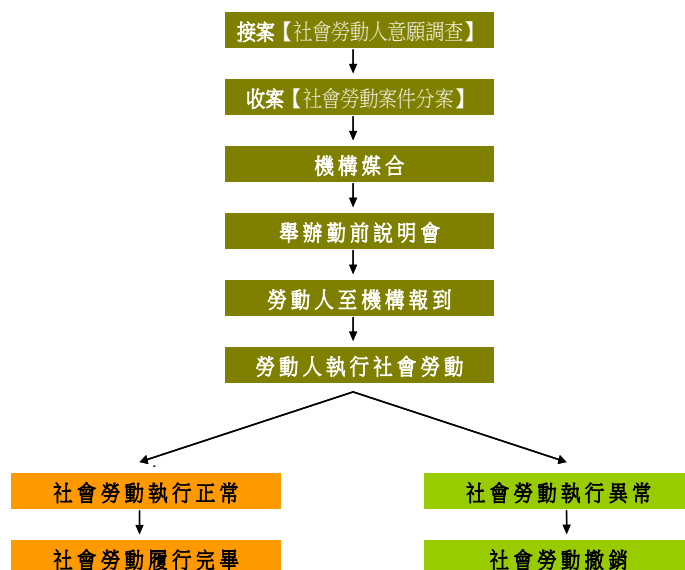 接案【社會勞動人意願調查】
收案【社會勞動案件分案】
機構媒合
舉辦勤前說明會
勞動人至機構報到
勞動人執行社會勞動
社會勞動執行正常
社會勞動執行異常
社會勞動履行完畢
社會勞動撤銷